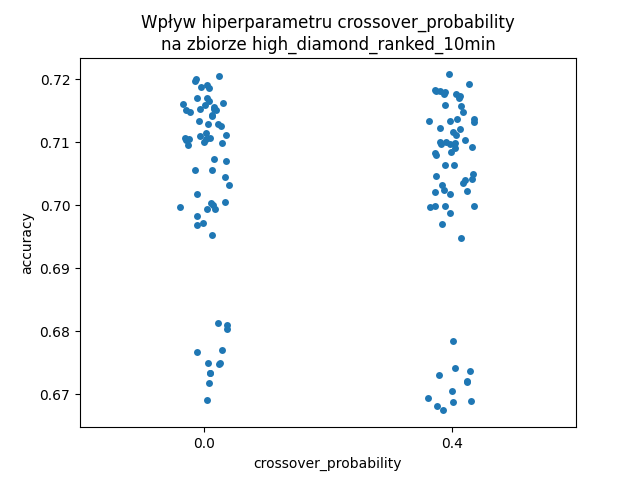 Wpływ hiperparametru crossover_probability
na zbiorze high_diamond_ranked_10min
0.72
0.71
0.70
0.69
0.68
0.67
accuracy
0.0
0.4
crossover_probability